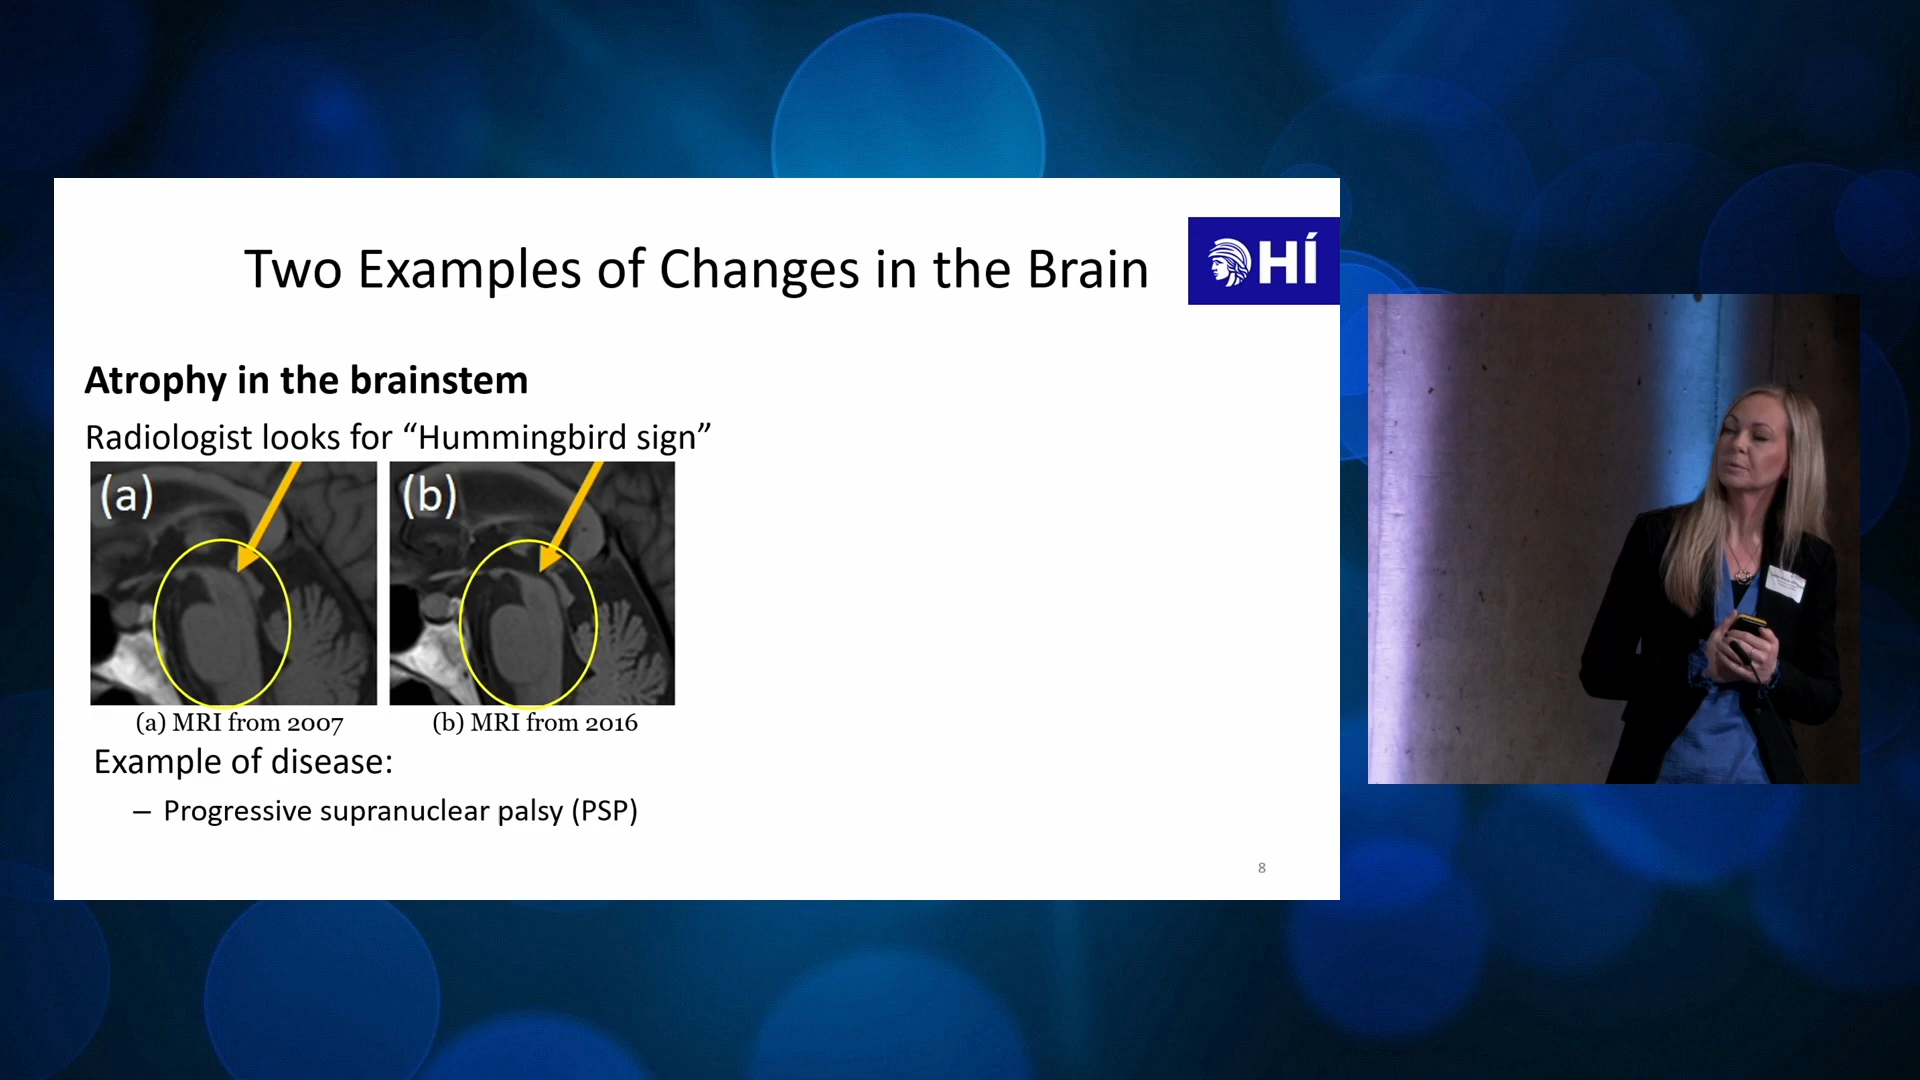 Two Examples of Changes in the Brain
HÍ
Atrophy in the brainstem
Radiologist looks for “Hummingbird sign”
(a)
(b)
(a) MRI from 2007
(b) MRI from 2016
Example of disease:
– Progressive supranuclear palsy (PSP)
8